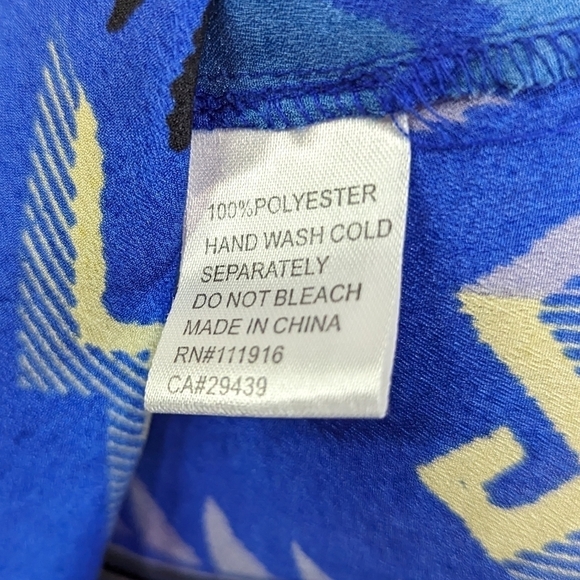 100%POLYESTER
HAND WASH COLD
SEPARATELY
DO NOT BLEACH
MADE IN CHINA
RN#111916
CA#29439